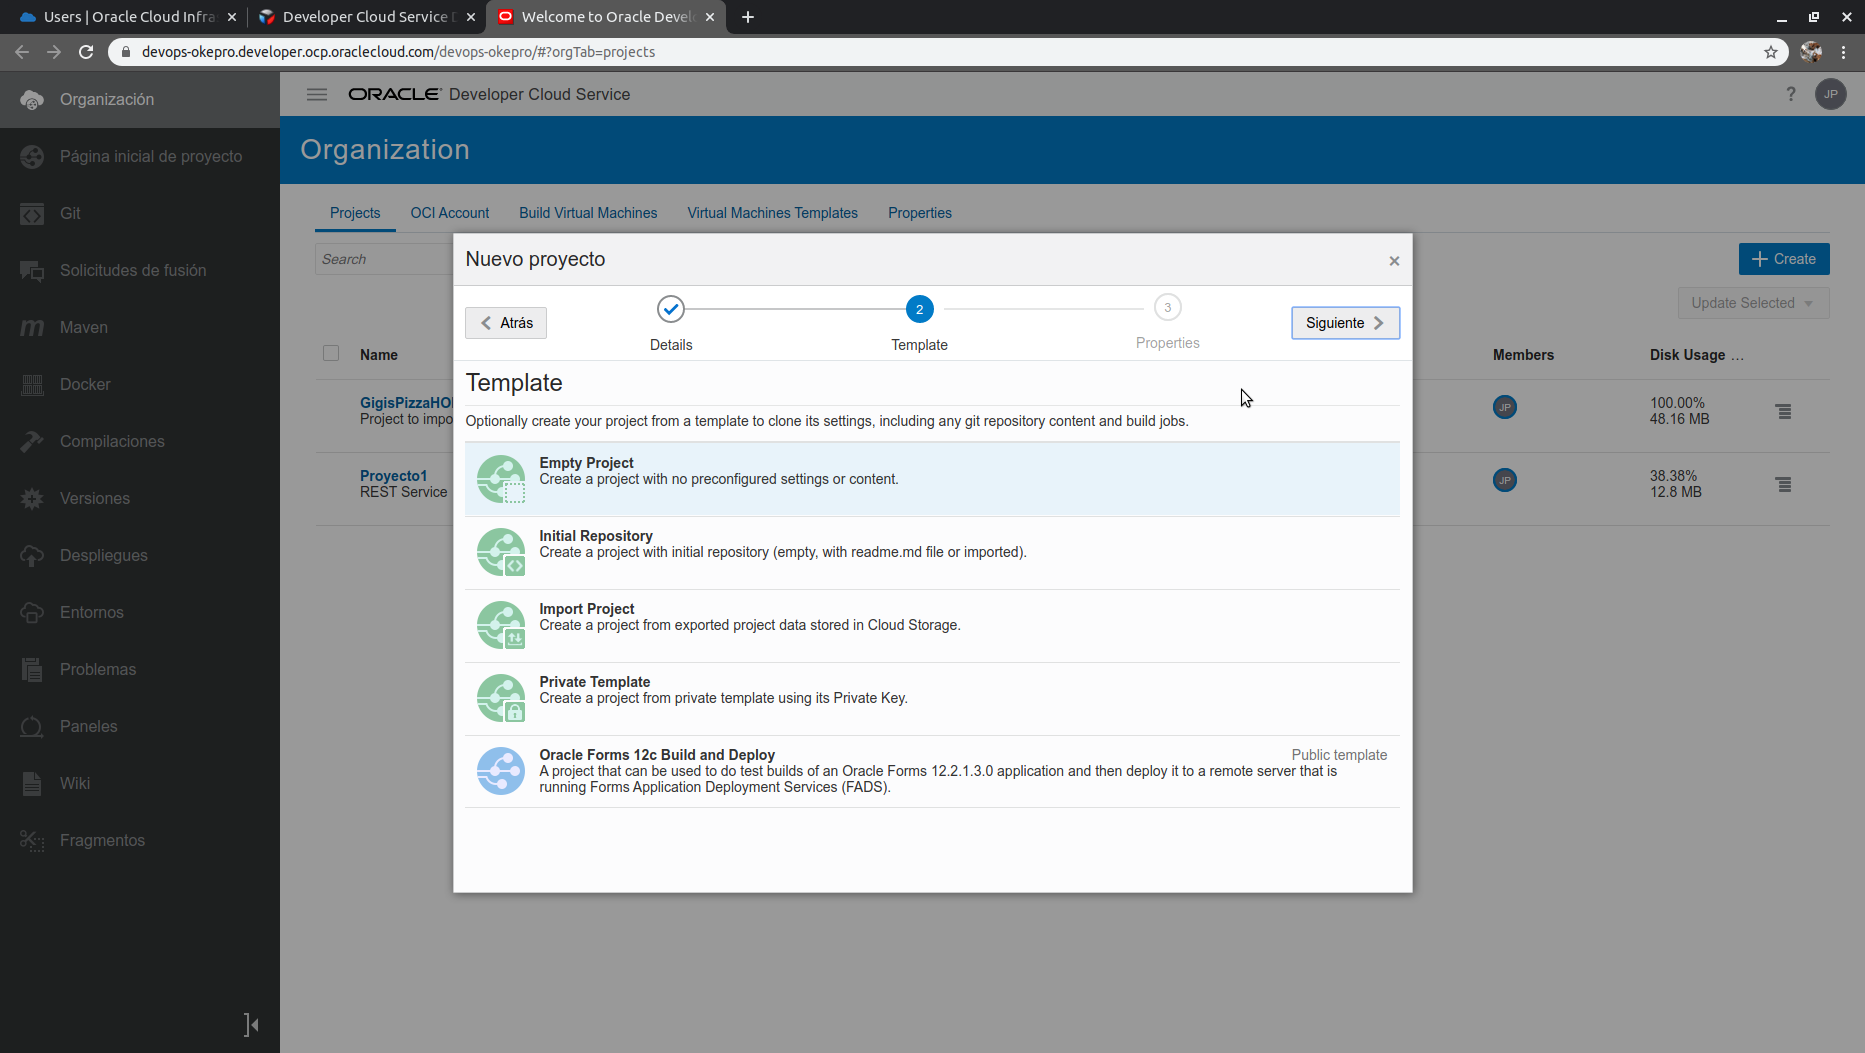 Users | Oracle Cloud Infra
Developer Cloud Service D
Welcome to Oracle Devel
devops-okepro.developer.ocp.oraclecloud.com/devops-okepro/#?orgTab=projects
Organización
Página inicial de proyecto
Git
Solicitudes de fusión
Maven
Docker
Compilaciones
Versiones
Despliegues
Entornos
Problemas
Paneles
Wiki
Fragmentos
ORACLE Developer Cloud Service
? JP
Organization
Projects OCI Account Build Virtual Machines Virtual Machines Templates Properties
Search
Create
Update Selected
Name Members Disk Usage ...
GigisPizzaHO
Project to impo
JP
100.00%
48.16 MB
Proyecto1
REST Service
JP
38.38%
12.8 MB
Nuevo proyecto
Atrás
2
3
Siguiente
Details
Template
Properties
Template
Optionally create your project from a template to clone its settings, including any git repository content and build jobs.
Empty Project
Create a project with no preconfigured settings or content.
Initial Repository
Create a project with initial repository (empty, with readme.md file or imported).
Import Project
Create a project from exported project data stored in Cloud Storage.
Private Template
Create a project from private template using its Private Key.
Oracle Forms 12c Build and Deploy
Public template
A project that can be used to do test builds of an Oracle Forms 12.2.1.3.0 application and then deploy it to a remote server that is
running Forms Application Deployment Services (FADS).